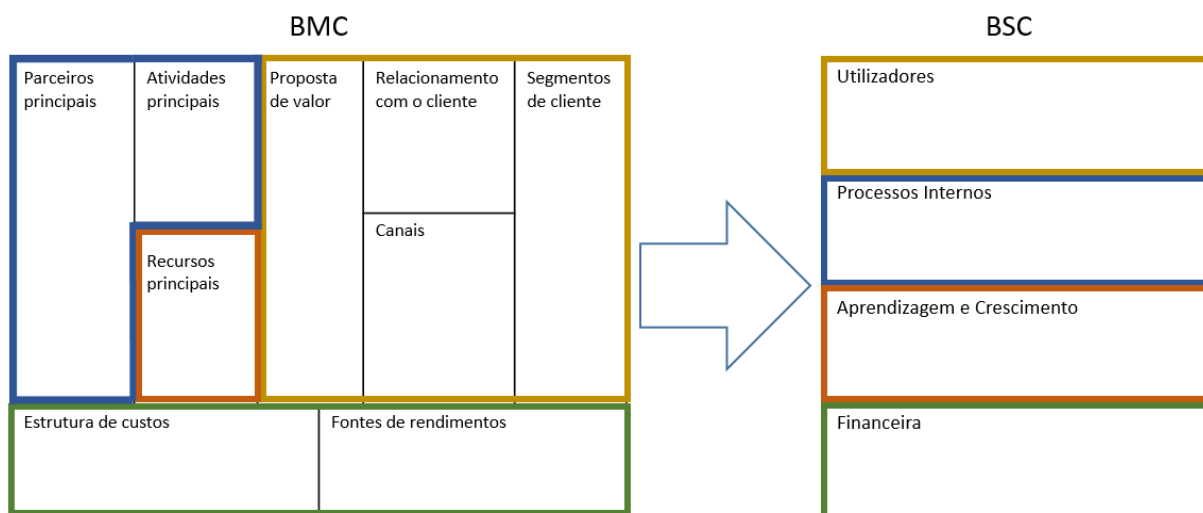 BMC
Parceiros
principais
Atividades
principais
Recursos
principais
Proposta
de valor
Relacionamento
com o cliente
Canais
Segmentos
de cliente
Estrutura de custos
Fontes de rendimentos
BSC
Utilizadores
Processos Internos
Aprendizagem e Crescimento
Financeira